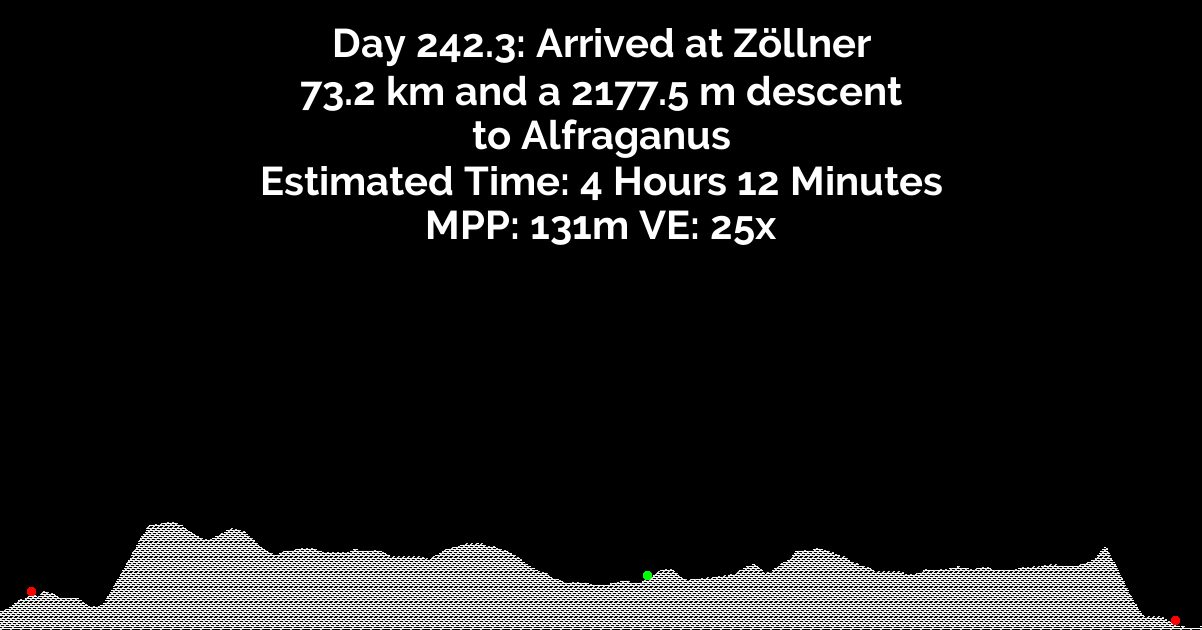 Day 242.3: Arrived at Zöllner
73.2 km and a 2177.5 m descent
to Alfraganus
Estimated Time: 4 Hours 12 Minutes
MPP: 131m VE: 25x